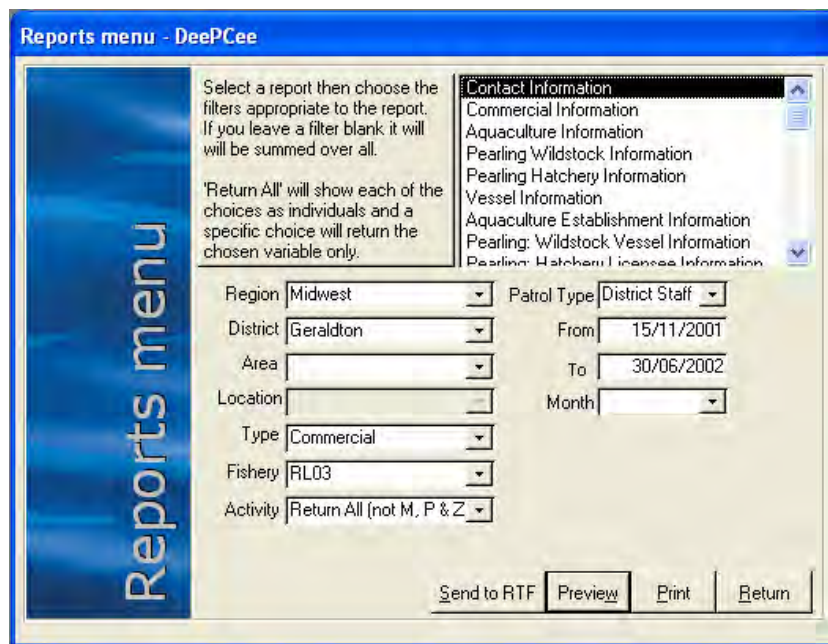 Reports menu - DeePCee
Reports menu
Select a report then choose the
filters appropriate to the report.
If you leave a filter blank it will
will be summed over all.
'Return All' will show each of the
choices as individuals and a
specific choice will return the
chosen variable only.
Contact Information
Commercial Information
Aquaculture Information
Pearling Wildstock Information
Pearling Hatchery Information
Vessel Information
Aquaculture Establishment Information
Pearling: Wildstock Vessel Information
Pearling: Hatchery Licensee Information
Region Midwest
Patrol Type District Staff
District Geraldton
From 15/11/2001
Area
To 30/06/2002
Location
Month
Type Commercial
Fishery RL03
Activity Return All (not M, P & Z
Send to RTF Preview Print Return